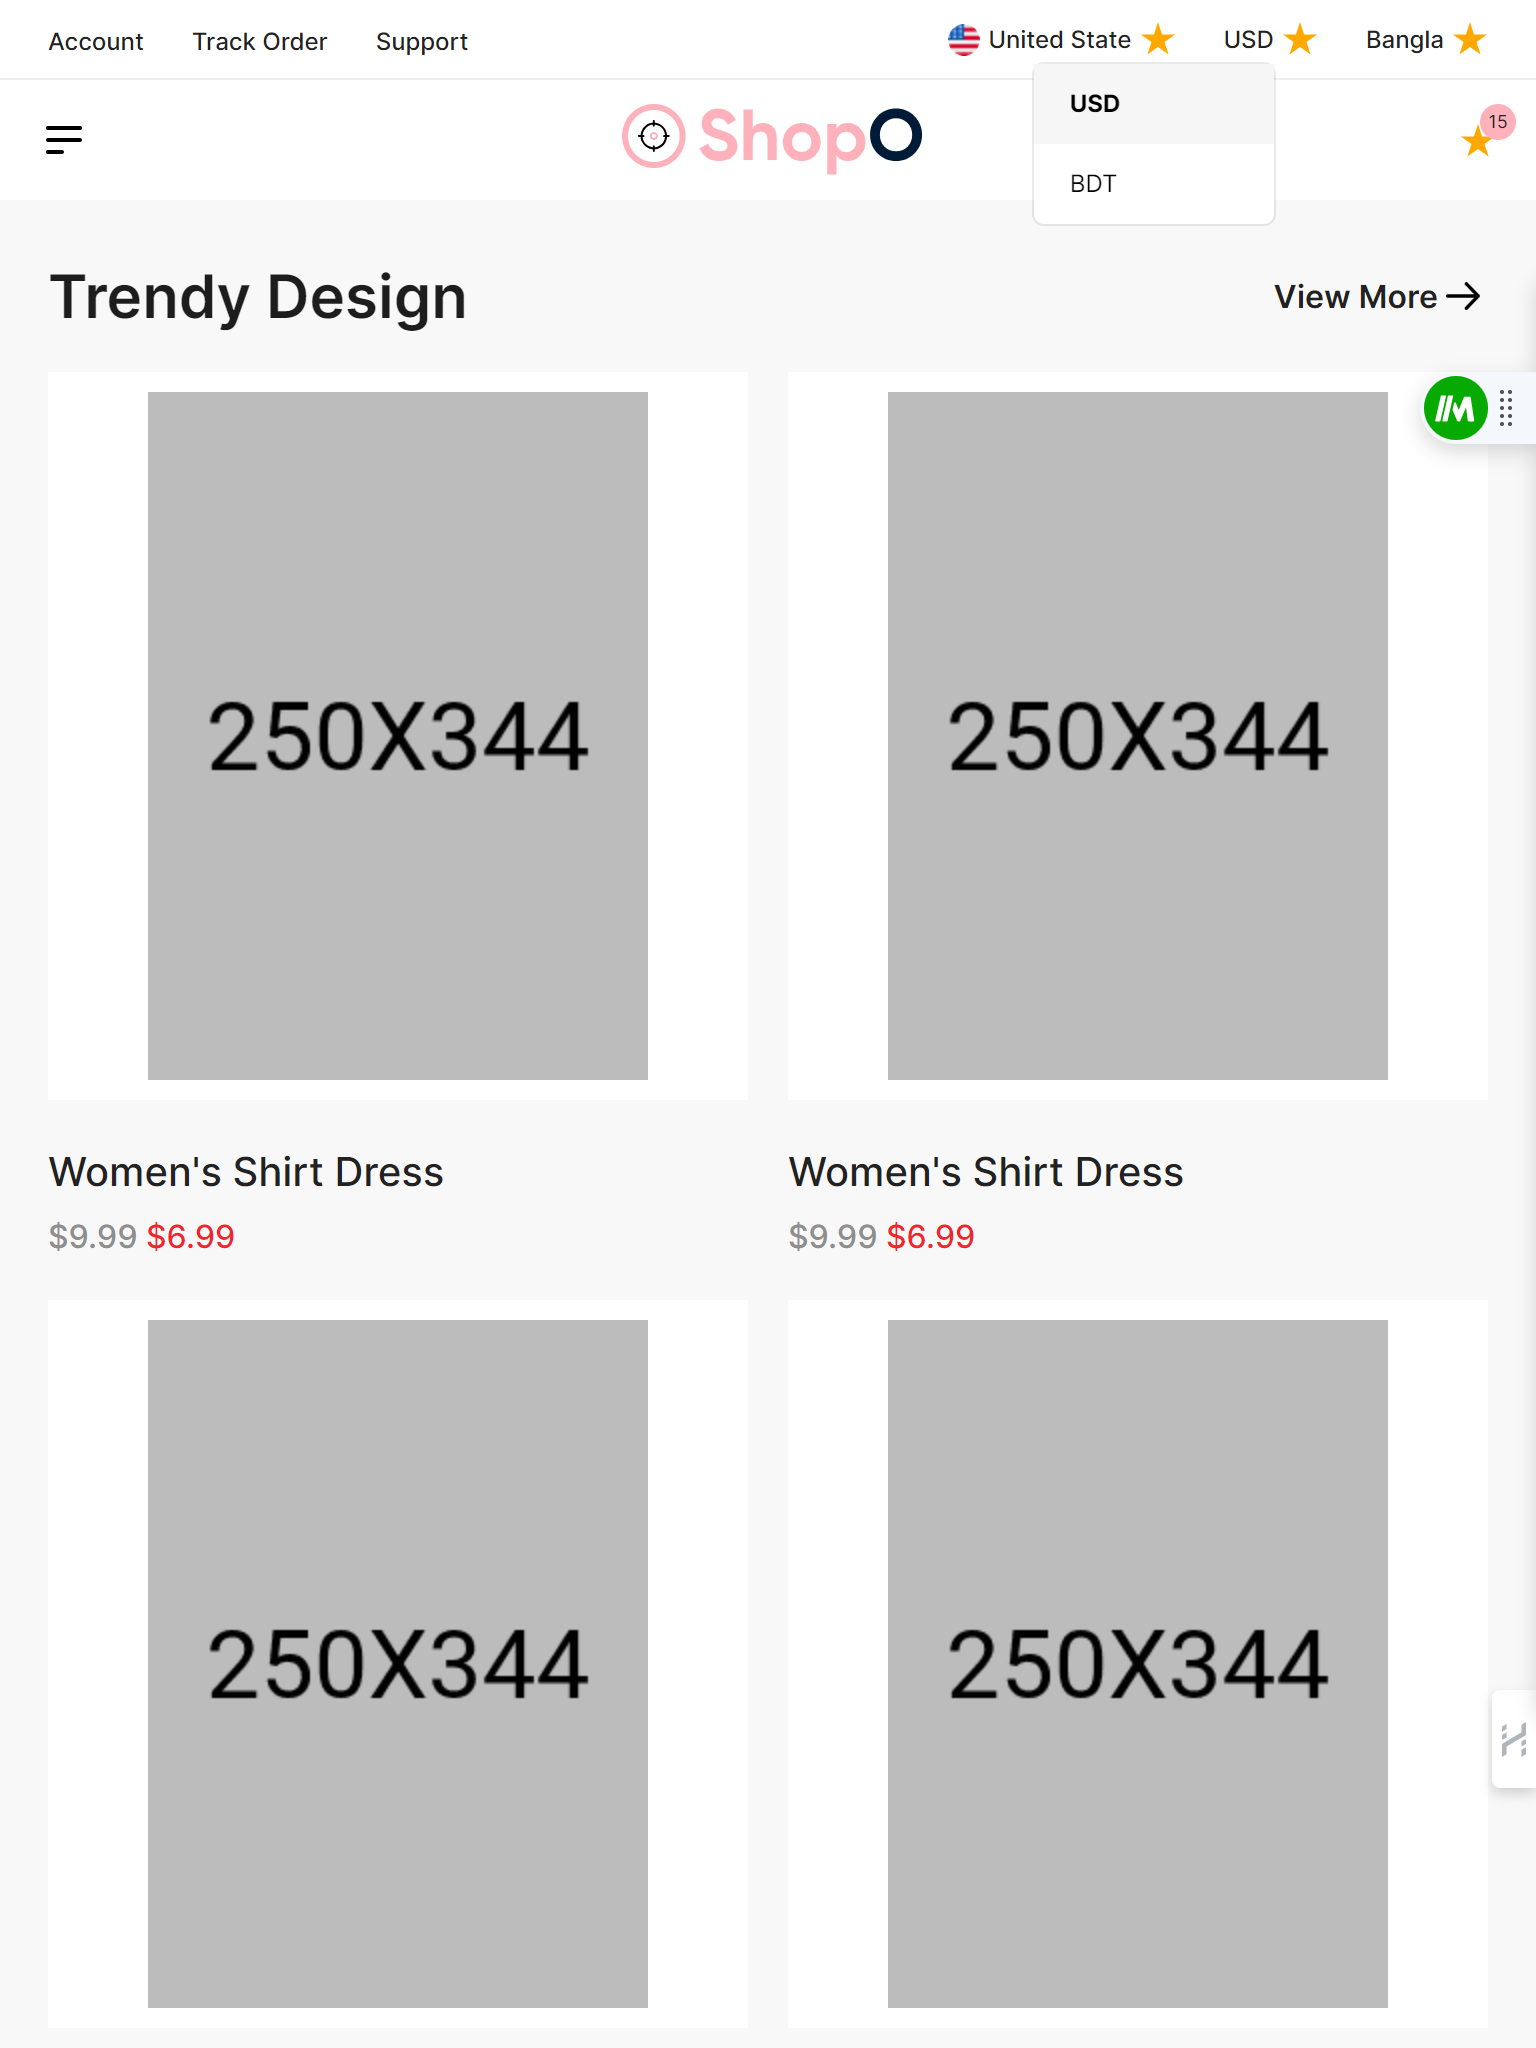 Account Track Order Support United State USD Bangla
USD
BDT
ShopO
15
Trendy Design View More
250X344 250X344
Women's Shirt Dress Women's Shirt Dress
$9.99 $6.99 $9.99 $6.99
250X344 250X344